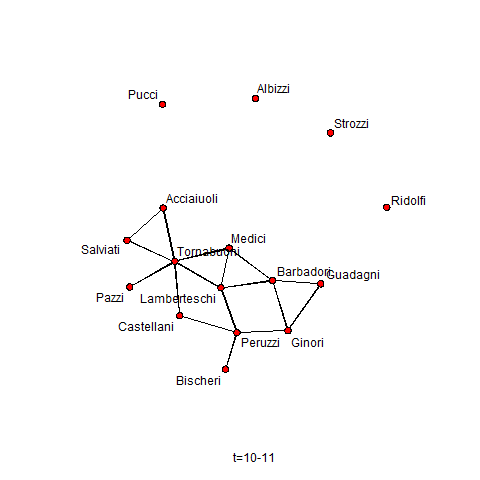 Albizzi
Pucci
Strozzi
Acciaiuoli
Ridolfi
Medici
Salviati
Tornabuoni
Barbadori
Guadagni
Pazzi
Lamberteschi
Castellani
Peruzzi
Ginori
Bischeri
t=10-11